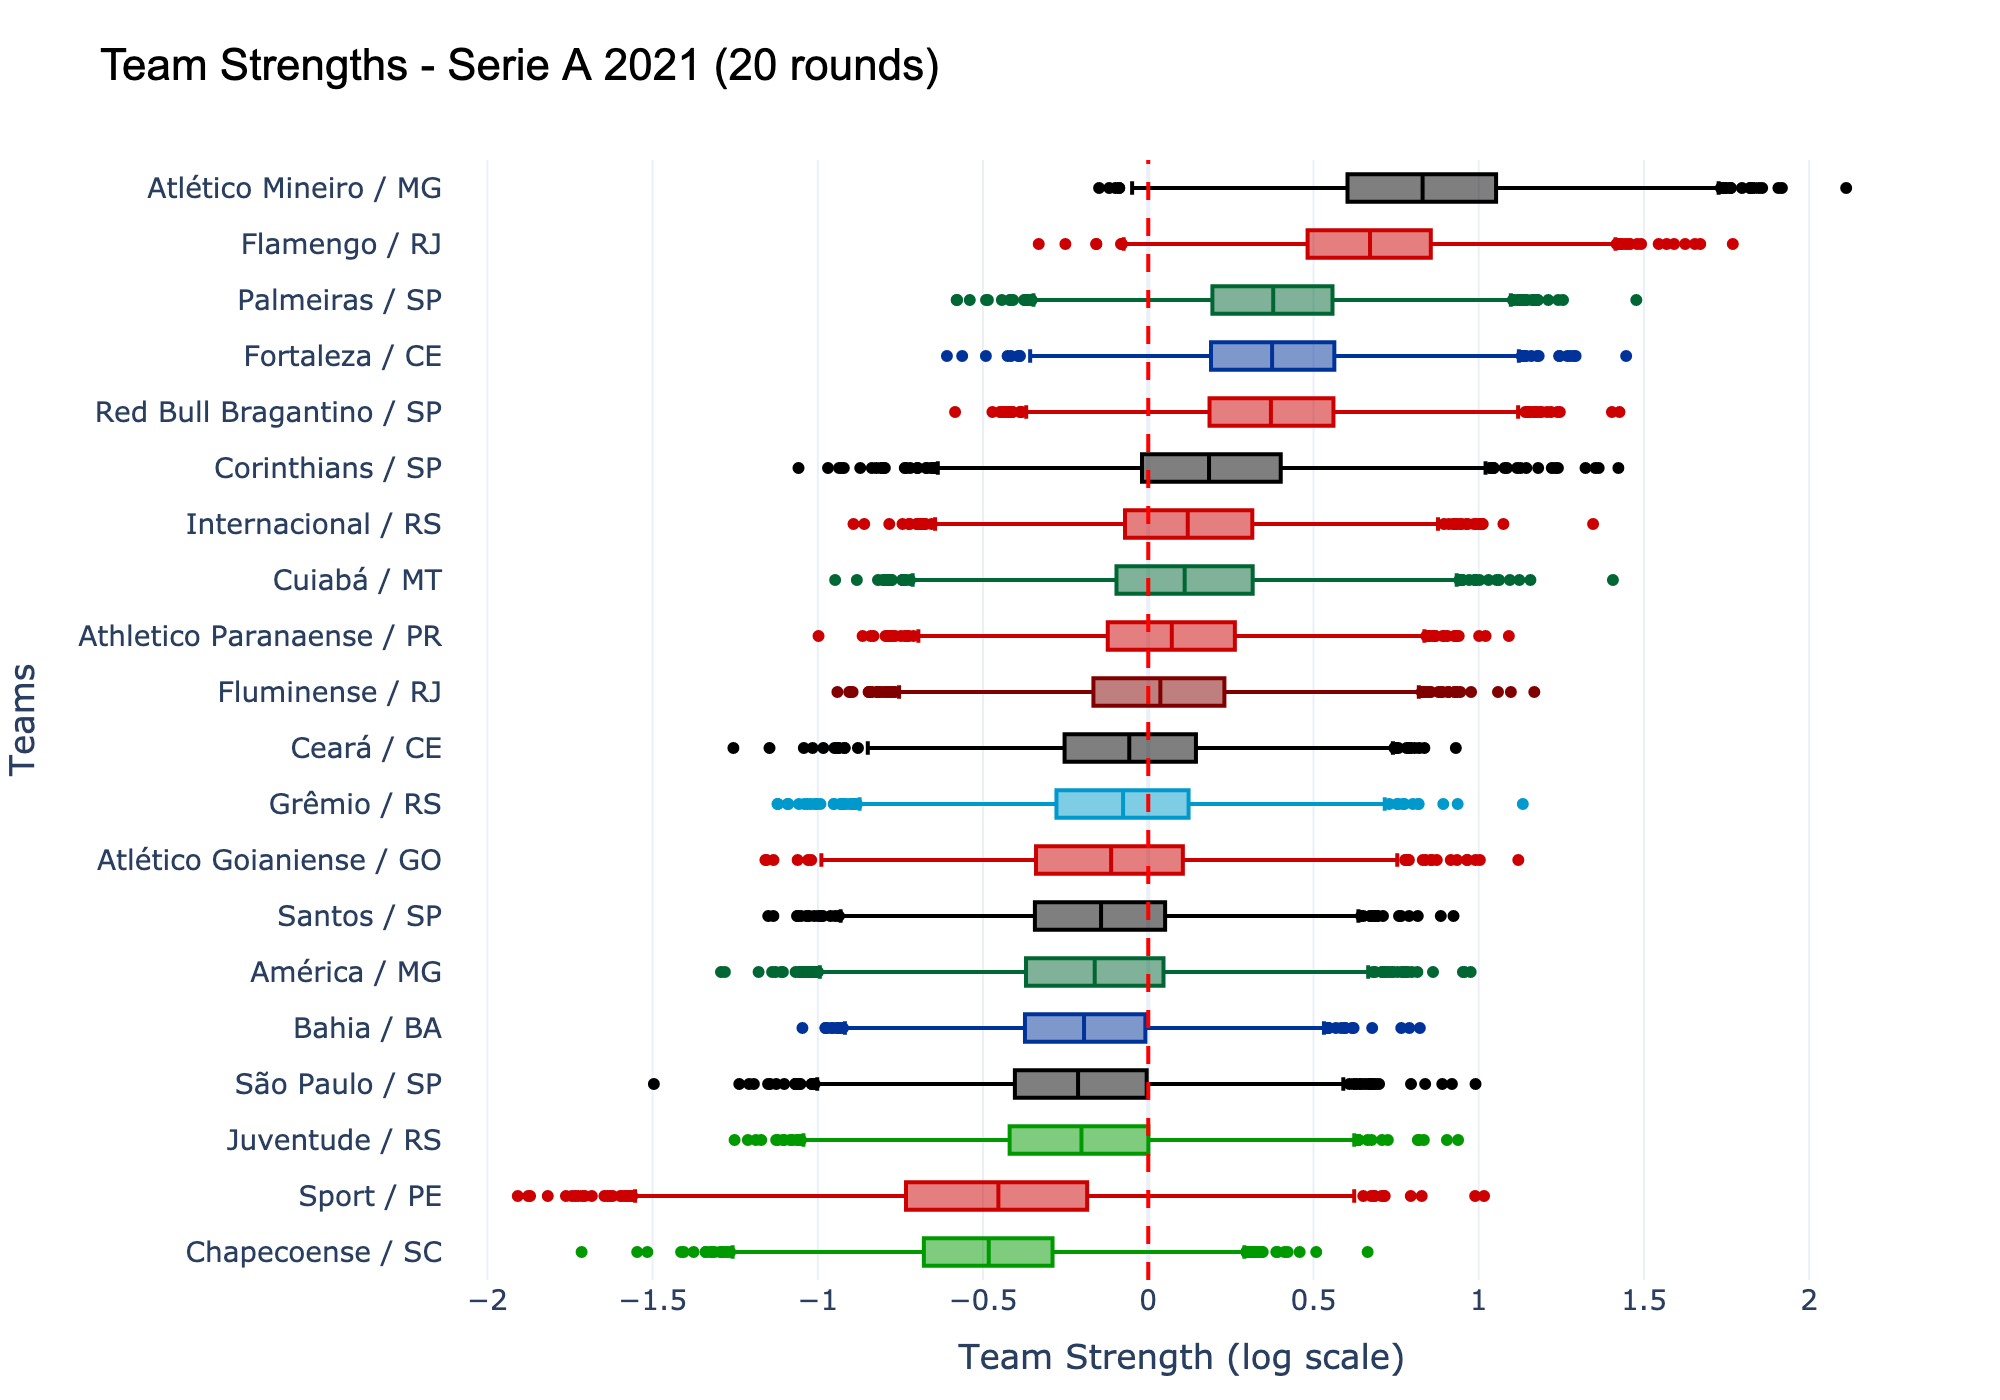 Team Strengths - Serie A 2021 (20 rounds)
Atlético Mineiro / MG
Flamengo / RJ
Palmeiras / SP
Fortaleza / CE
Red Bull Bragantino / SP
Corinthians / SP
Internacional / RS
Cuiabá / MT
Athletico Paranaense / PR
Fluminense / RJ
Ceará / CE
Grêmio / RS
Atlético Goianiense / GO
Santos / SP
América / MG
Bahia / BA
São Paulo / SP
Juventude / RS
Sport / PE
Chapecoense / SC
Teams
−2 −1.5 −1 −0.5 0 0.5 1 1.5 2
Team Strength (log scale)